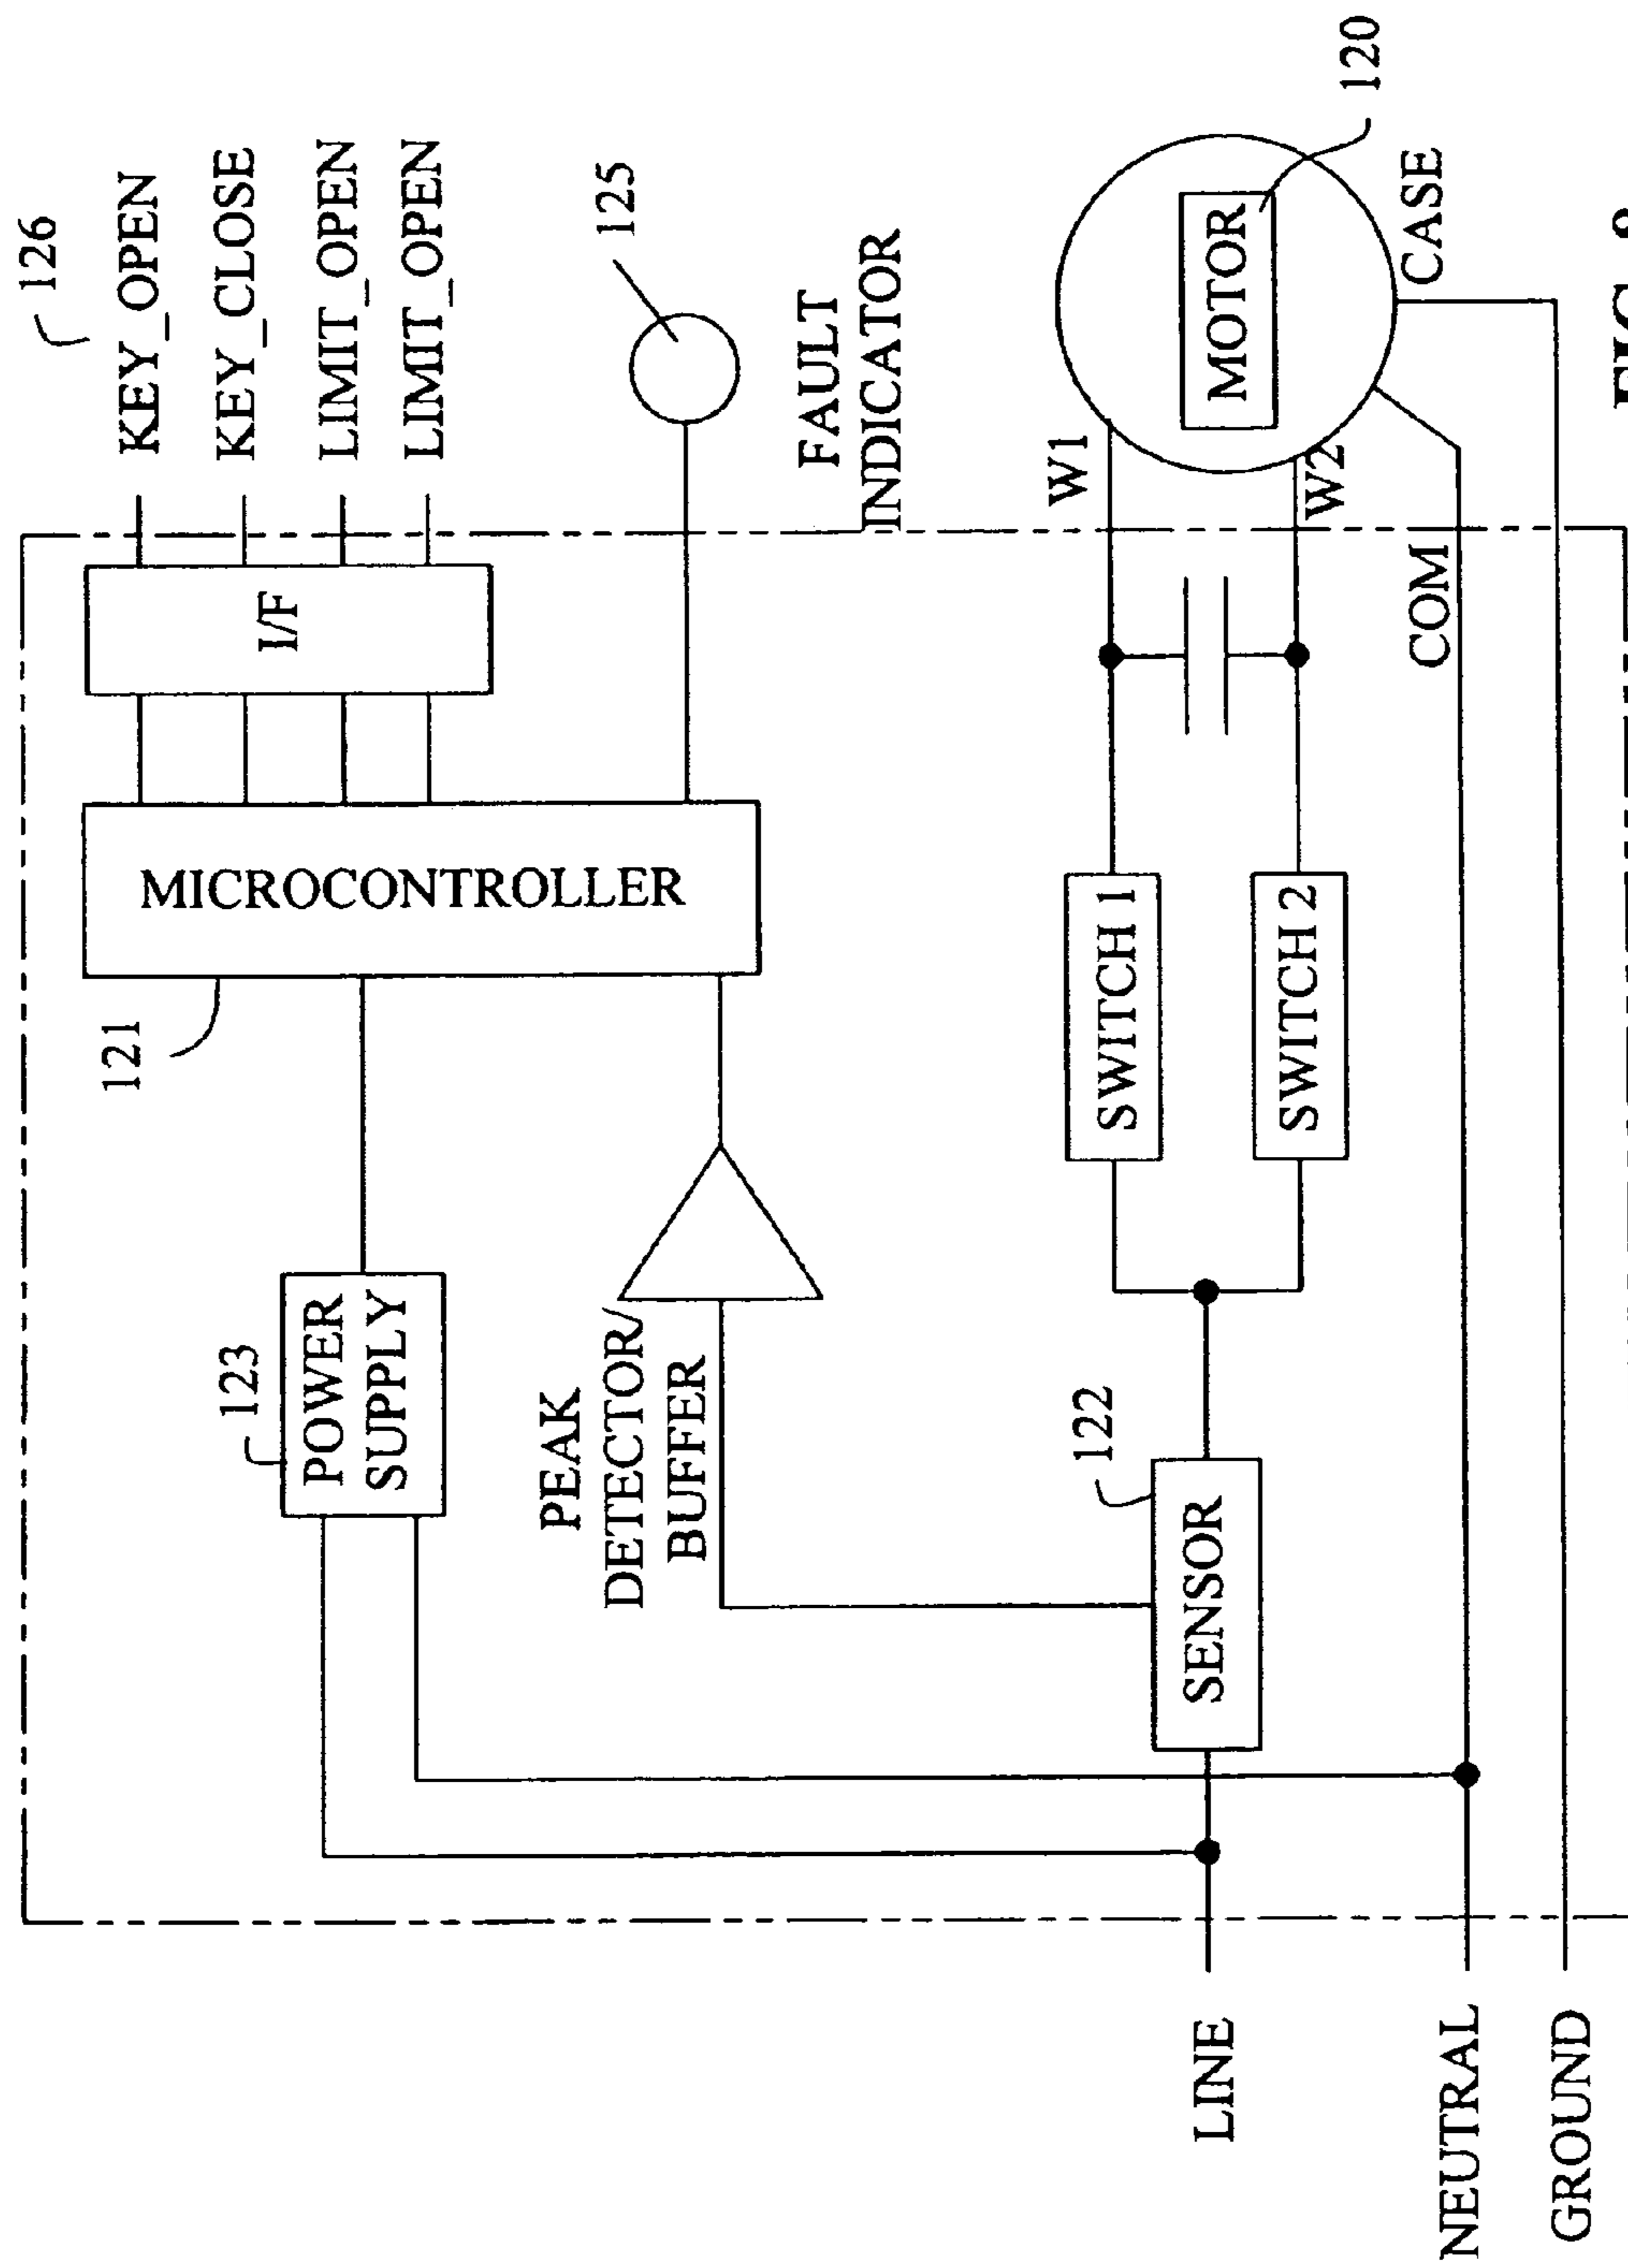 126
KEY_OPEN
KEY_CLOSE
LIMIT_OPEN
LIMIT_OPEN
I/F
125
MICROCONTROLLER
121
FAULT
INDICATOR
123
POWER
SUPPLY
PEAK
DETECTOR/
BUFFER
122
SENSOR
SWITCH 1
SWITCH 2
W1
W2
MOTOR
120
COM
CASE
LINE
NEUTRAL
GROUND